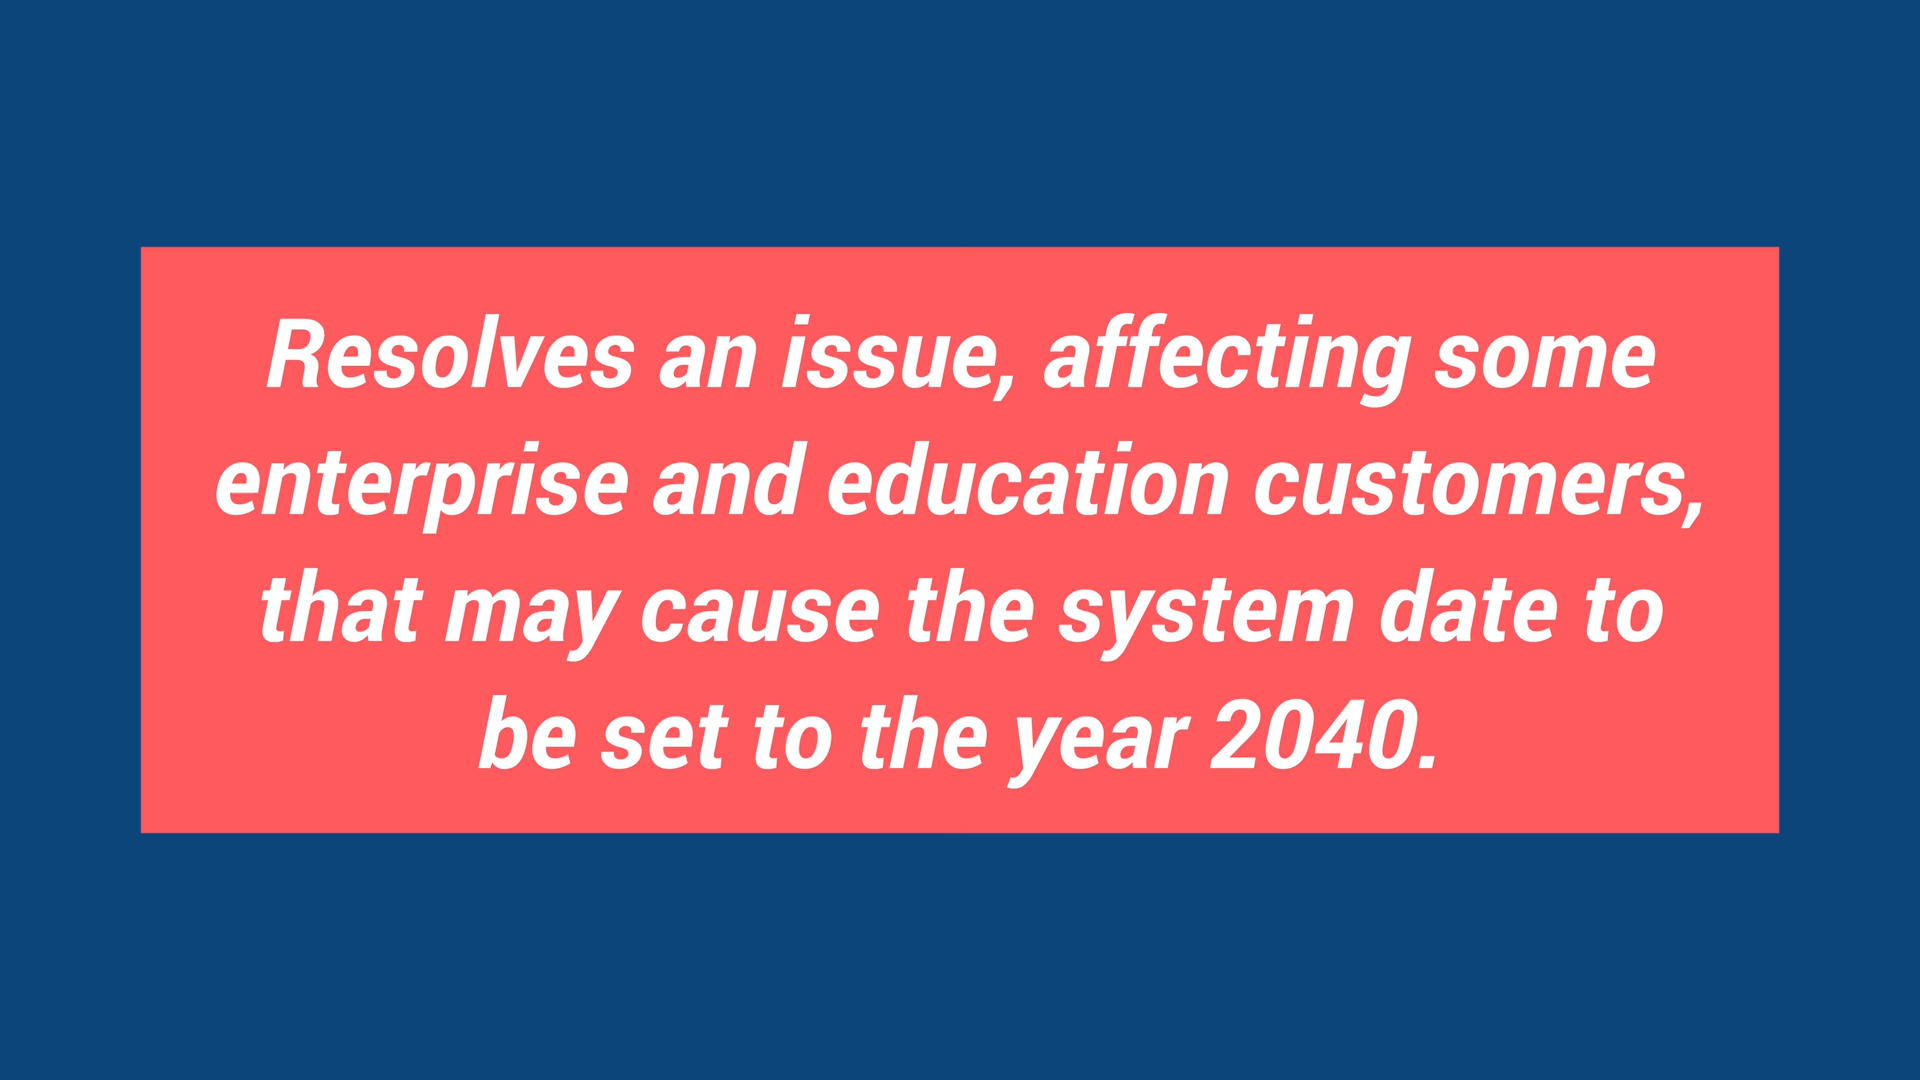 Resolves an issue, affecting some
enterprise and education customers,
that may cause the system date to
be set to the year 2040.